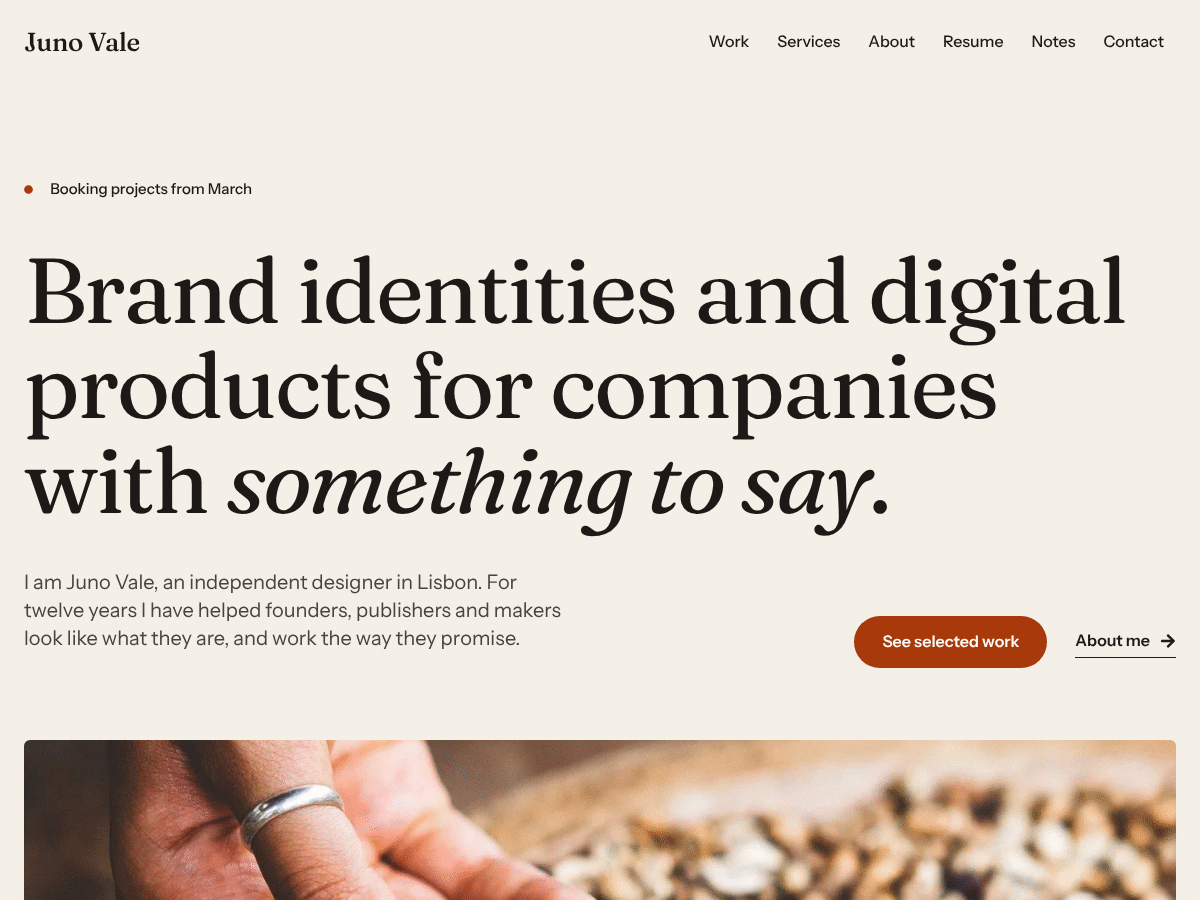 Juno Vale
Work Services About Resume Notes Contact
Booking projects from March
Brand identities and digital
products for companies
with something to say.
I am Juno Vale, an independent designer in Lisbon. For
twelve years I have helped founders, publishers and makers
look like what they are, and work the way they promise.
See selected work
About me →